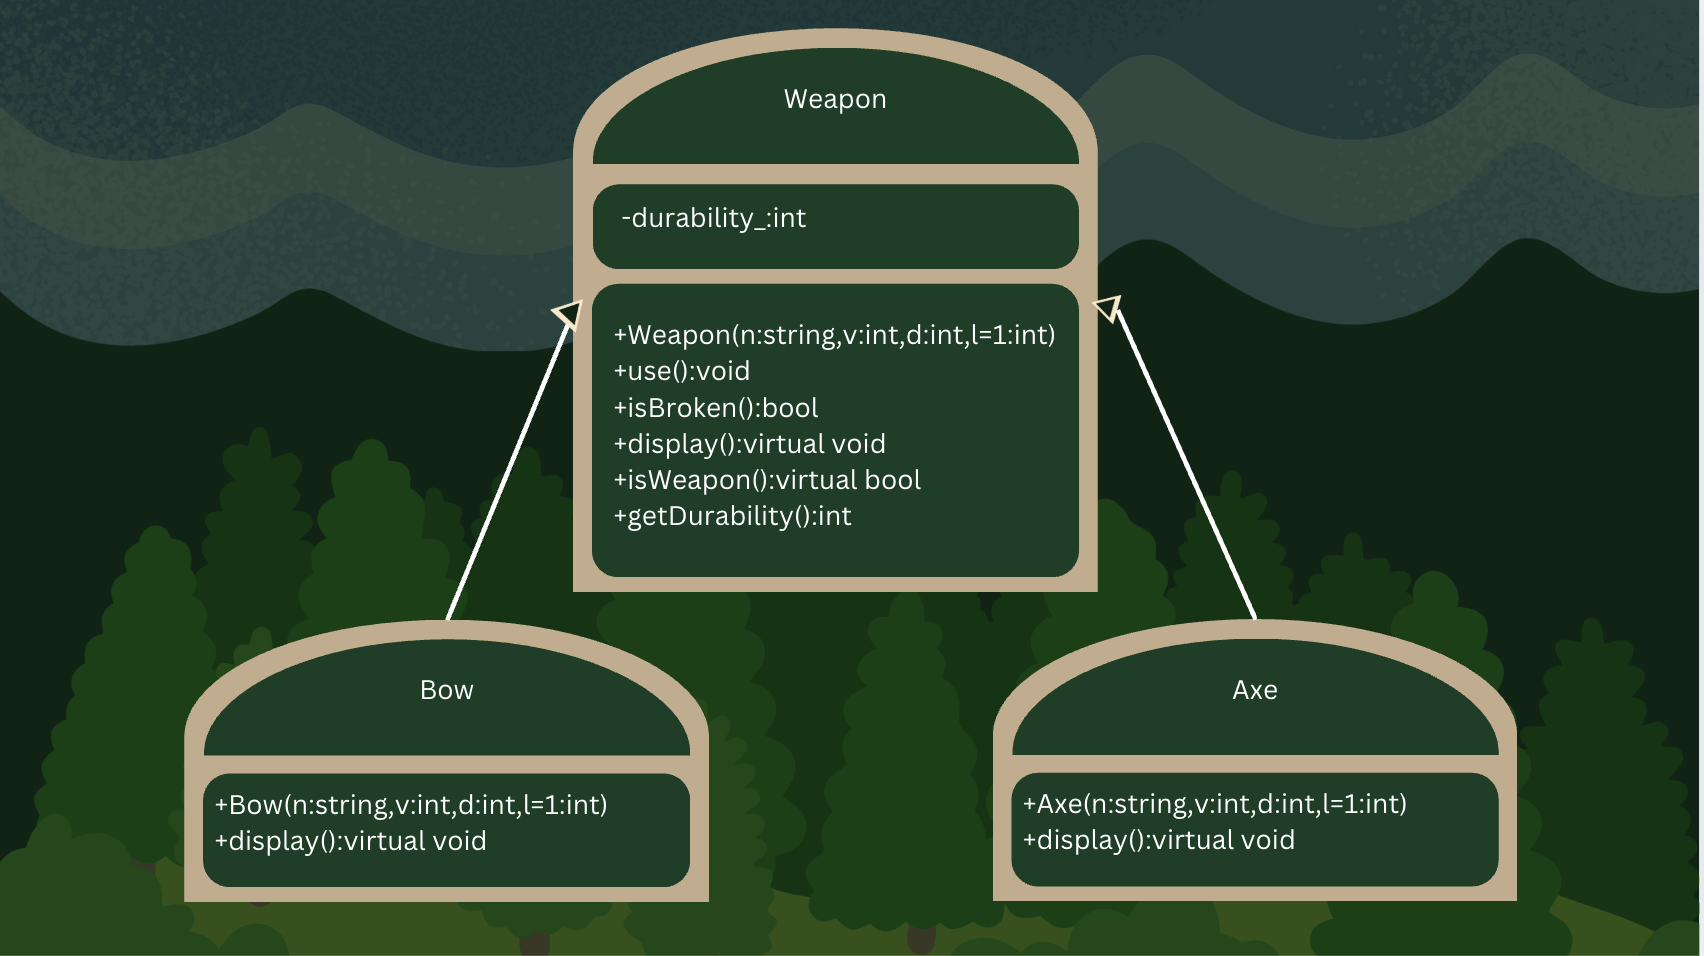 Weapon
-durability_:int
+Weapon(n:string,v:int,d:int,l=1:int)
+use():void
+isBroken():bool
+display():virtual void
+isWeapon():virtual bool
+getDurability():int
Bow
+Bow(n:string,v:int,d:int,l=1:int)
+display():virtual void
Axe
+Axe(n:string,v:int,d:int,l=1:int)
+display():virtual void